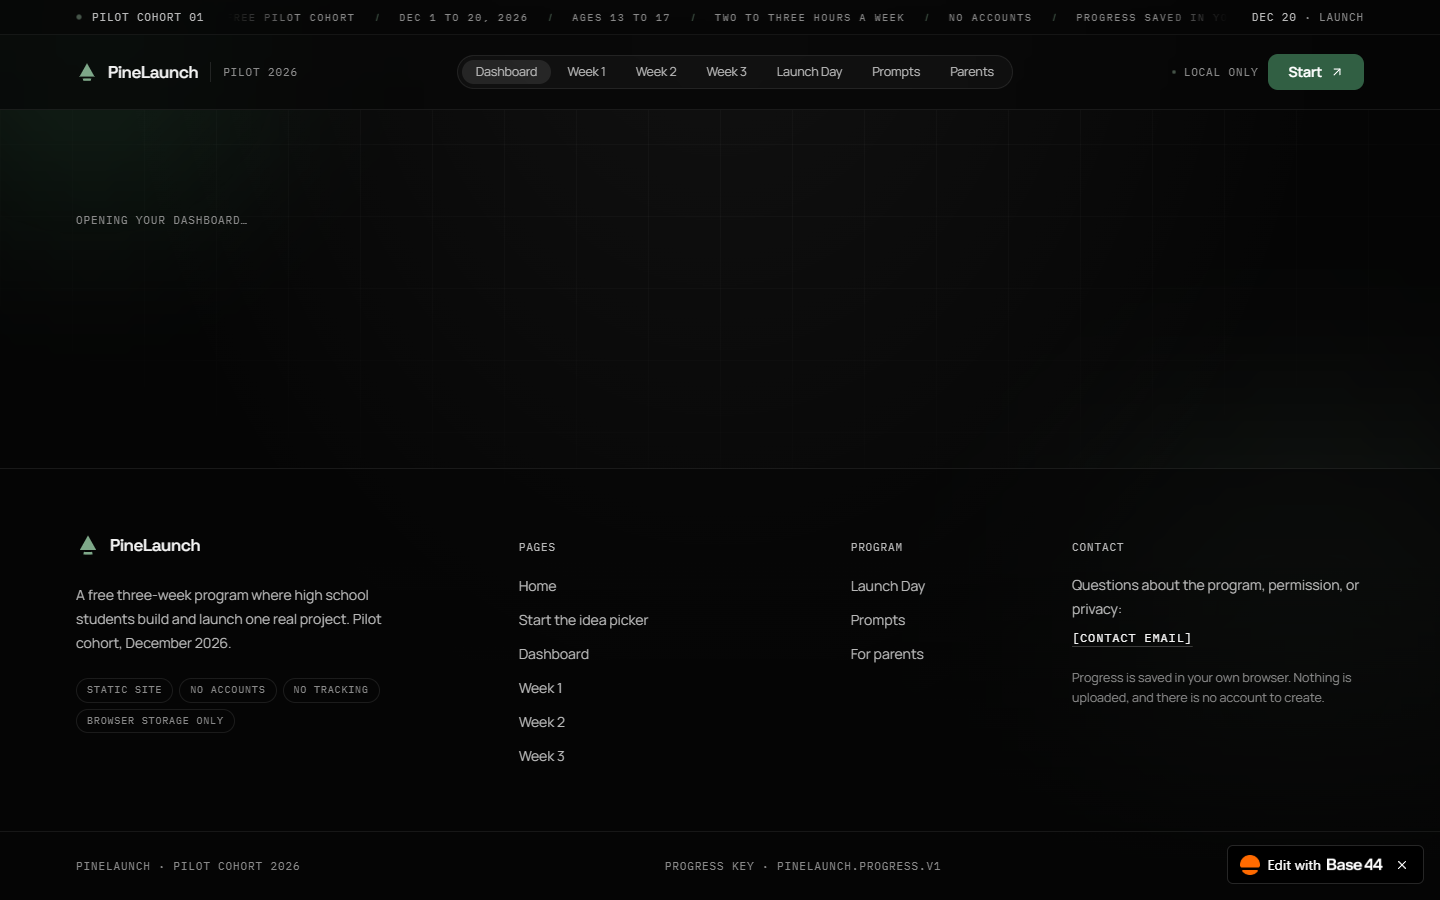 PILOT COHORT 01
PILOT COHORT / DEC 1 TO 20, 2026 / AGES 13 TO 17 / TWO TO THREE HOURS A WEEK / NO ACCOUNTS / PROGRESS SAVED IN
DEC 20 · LAUNCH
PineLaunch
PILOT 2026
Dashboard Week 1 Week 2 Week 3 Launch Day Prompts Parents
LOCAL ONLY
Start
OPENING YOUR DASHBOARD…
PineLaunch
A free three-week program where high school
students build and launch one real project. Pilot
cohort, December 2026.
STATIC SITE NO ACCOUNTS NO TRACKING
BROWSER STORAGE ONLY
PAGES
Home
Start the idea picker
Dashboard
Week 1
Week 2
Week 3
PROGRAM
Launch Day
Prompts
For parents
CONTACT
Questions about the program, permission, or
privacy:
[CONTACT EMAIL]
Progress is saved in your own browser. Nothing is
uploaded, and there is no account to create.
PINELAUNCH · PILOT COHORT 2026
PROGRESS KEY · PINELAUNCH.PROGRESS.V1
Edit with Base44